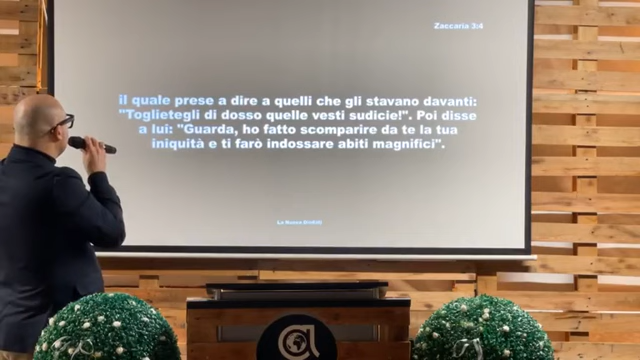 Zaccaria 3:4
il quale prese a dire a quelli che gli stavano davanti:
"Toglietegli di dosso quelle vesti sudicie!". Poi disse
a lui: "Guarda, ho fatto scomparire da te la tua
iniquità e ti farò indossare abiti magnifici".
La Nuova Diodati